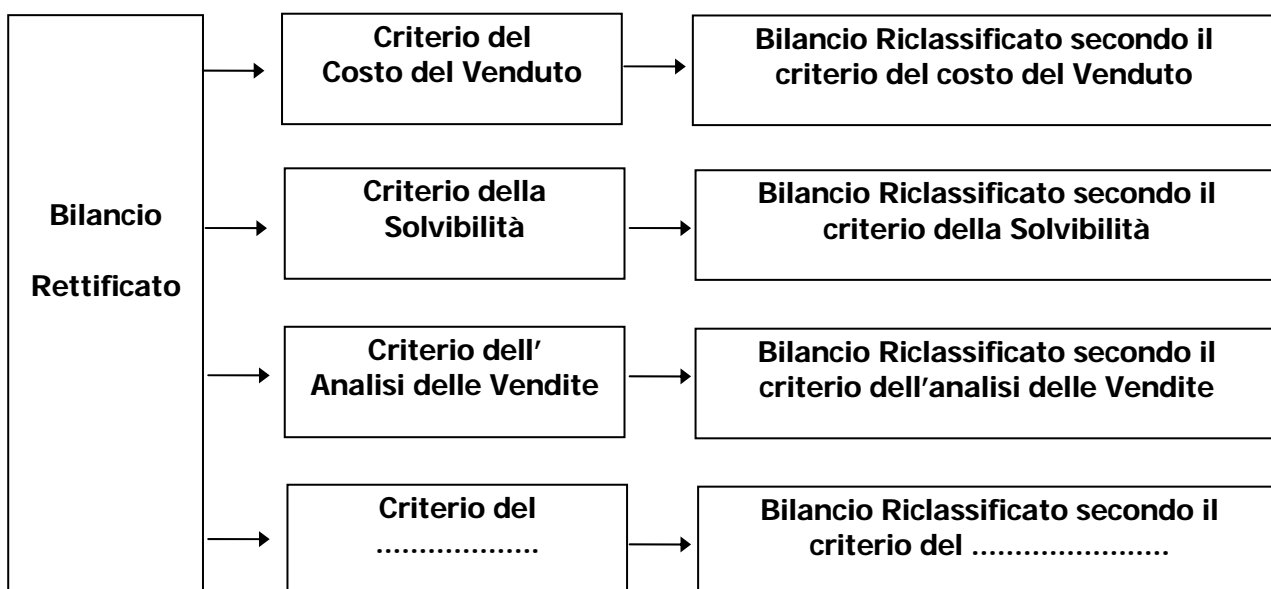 Bilancio
Rettificato
Criterio del
Costo del Venduto
Bilancio Riclassificato secondo il
criterio del costo del Venduto
Criterio della
Solvibilità
Bilancio Riclassificato secondo il
criterio della Solvibilità
Criterio dell’
Analisi delle Vendite
Bilancio Riclassificato secondo il
criterio dell’analisi delle Vendite
Criterio del
...................
Bilancio Riclassificato secondo il
criterio del .......................